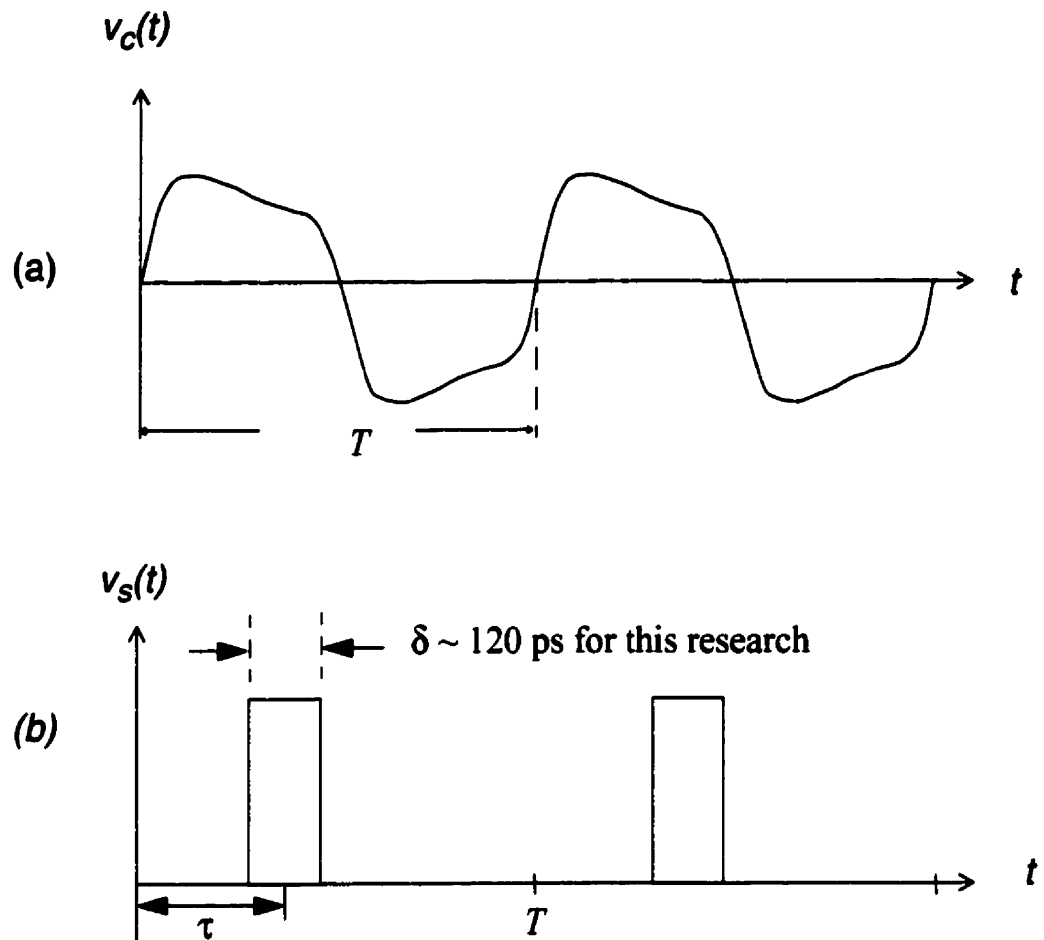 v_c(t)
(a)
t
T
v_s(t)
δ ~ 120 ps for this research
(b)
t
τ
T